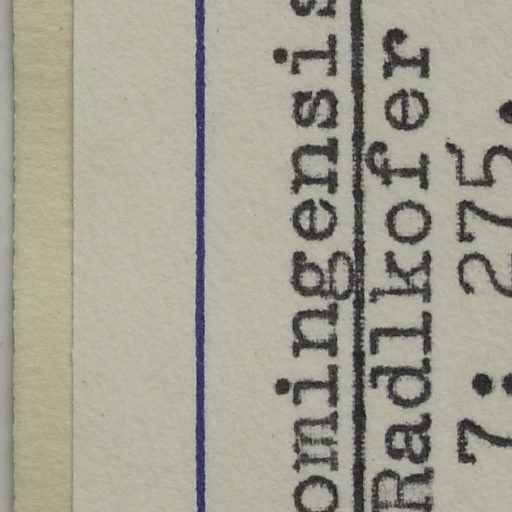 omingensis
Radlkofer
7: 275.